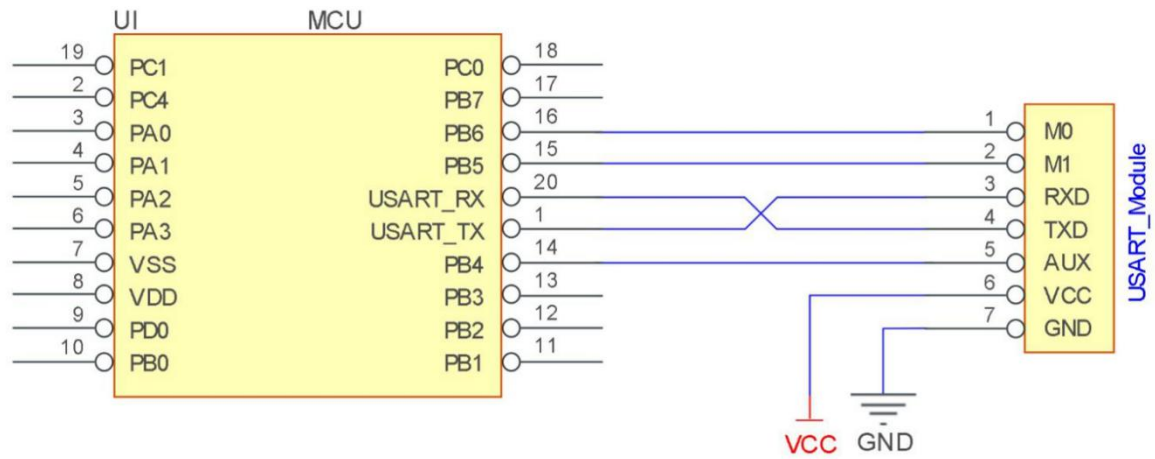 UI MCU
19 PC1 PC0 18
2 PC4 PB7 17
3 PA0 PB6 16 1 M0
4 PA1 PB5 15 2 M1
5 PA2 USART_RX 20 3 RXD
6 PA3 USART_TX 1 4 TXD
7 VSS PB4 14 5 AUX
8 VDD PB3 13 6 VCC
9 PD0 PB2 12 7 GND
10 PB0 PB1 11
USART_Module
VCC GND